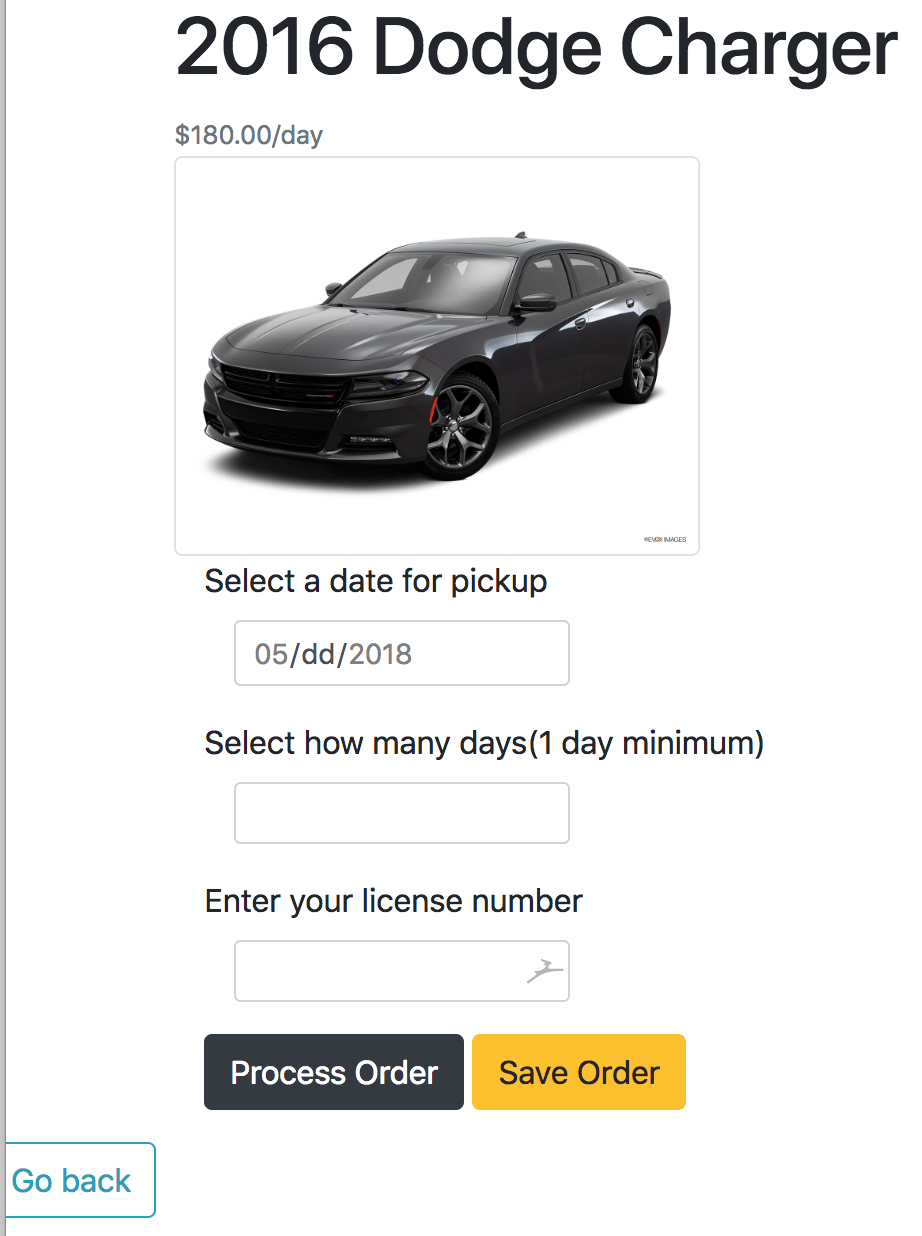 2016 Dodge Charger
$180.00/day
©EVOX IMAGES
Select a date for pickup
05/dd/2018
Select how many days(1 day minimum)
Enter your license number
Process Order Save Order
Go back